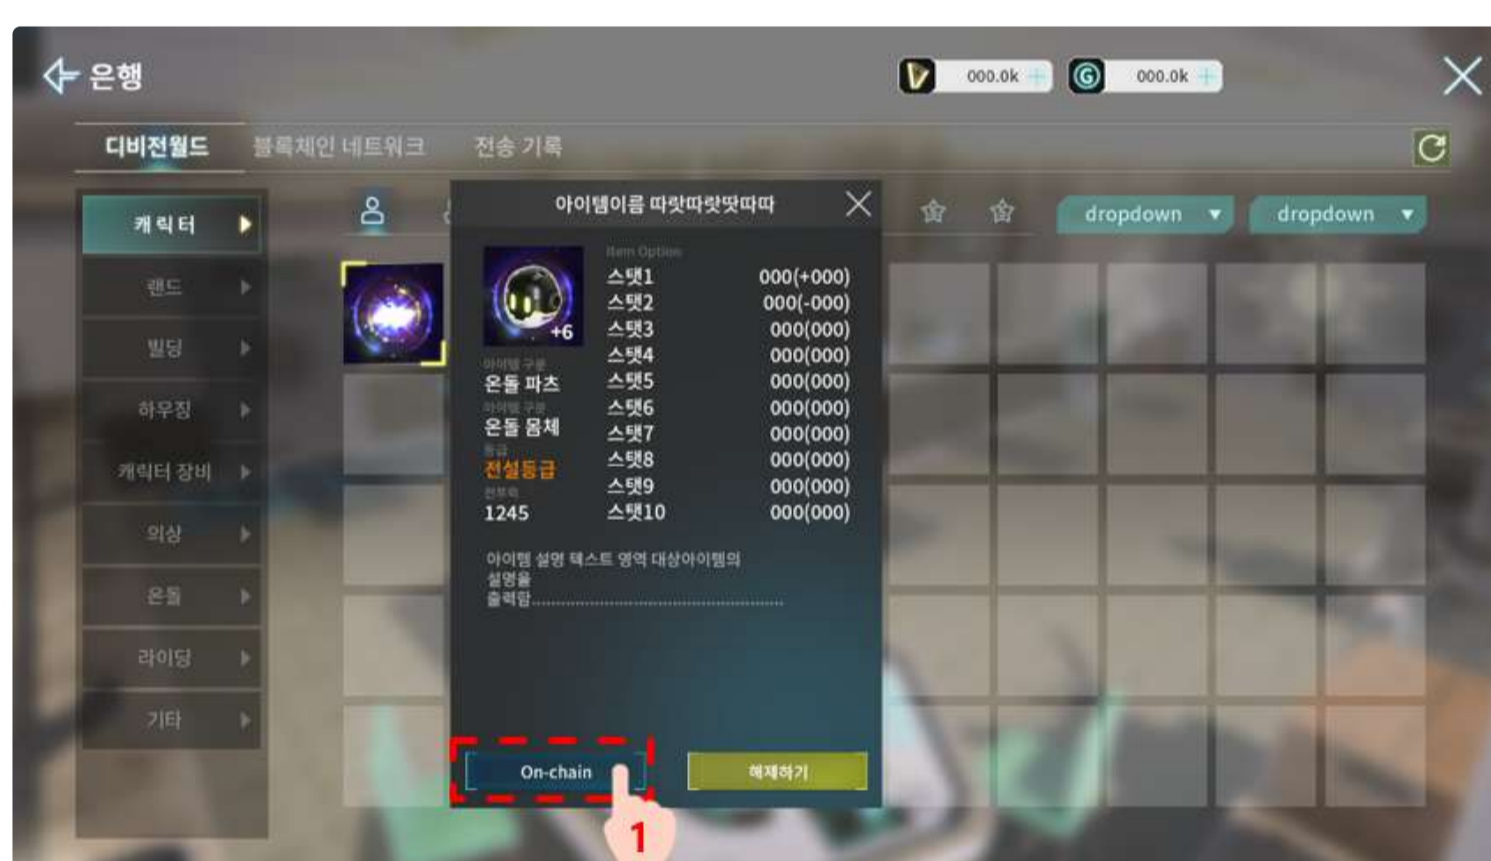 은행
000.0k
000.0k
디비전월드
블록체인 네트워크
전송 기록
캐릭터
랜드
빌딩
하우징
캐릭터 장비
의상
온돌
라이딩
기타
dropdown
dropdown
아이템이름 따랏따랏땃따따
+6
Item Option
스탯1 000(+000)
스탯2 000(-000)
스탯3 000(000)
스탯4 000(000)
스탯5 000(000)
스탯6 000(000)
스탯7 000(000)
스탯8 000(000)
스탯9 000(000)
스탯10 000(000)
아이템 구분
온돌 파츠
아이템 구분
온돌 몸체
등급
전설등급
전투력
1245
아이템 설명 텍스트 영역 대상아이템의
설명을
출력함......................................................
On-chain
해제하기
1